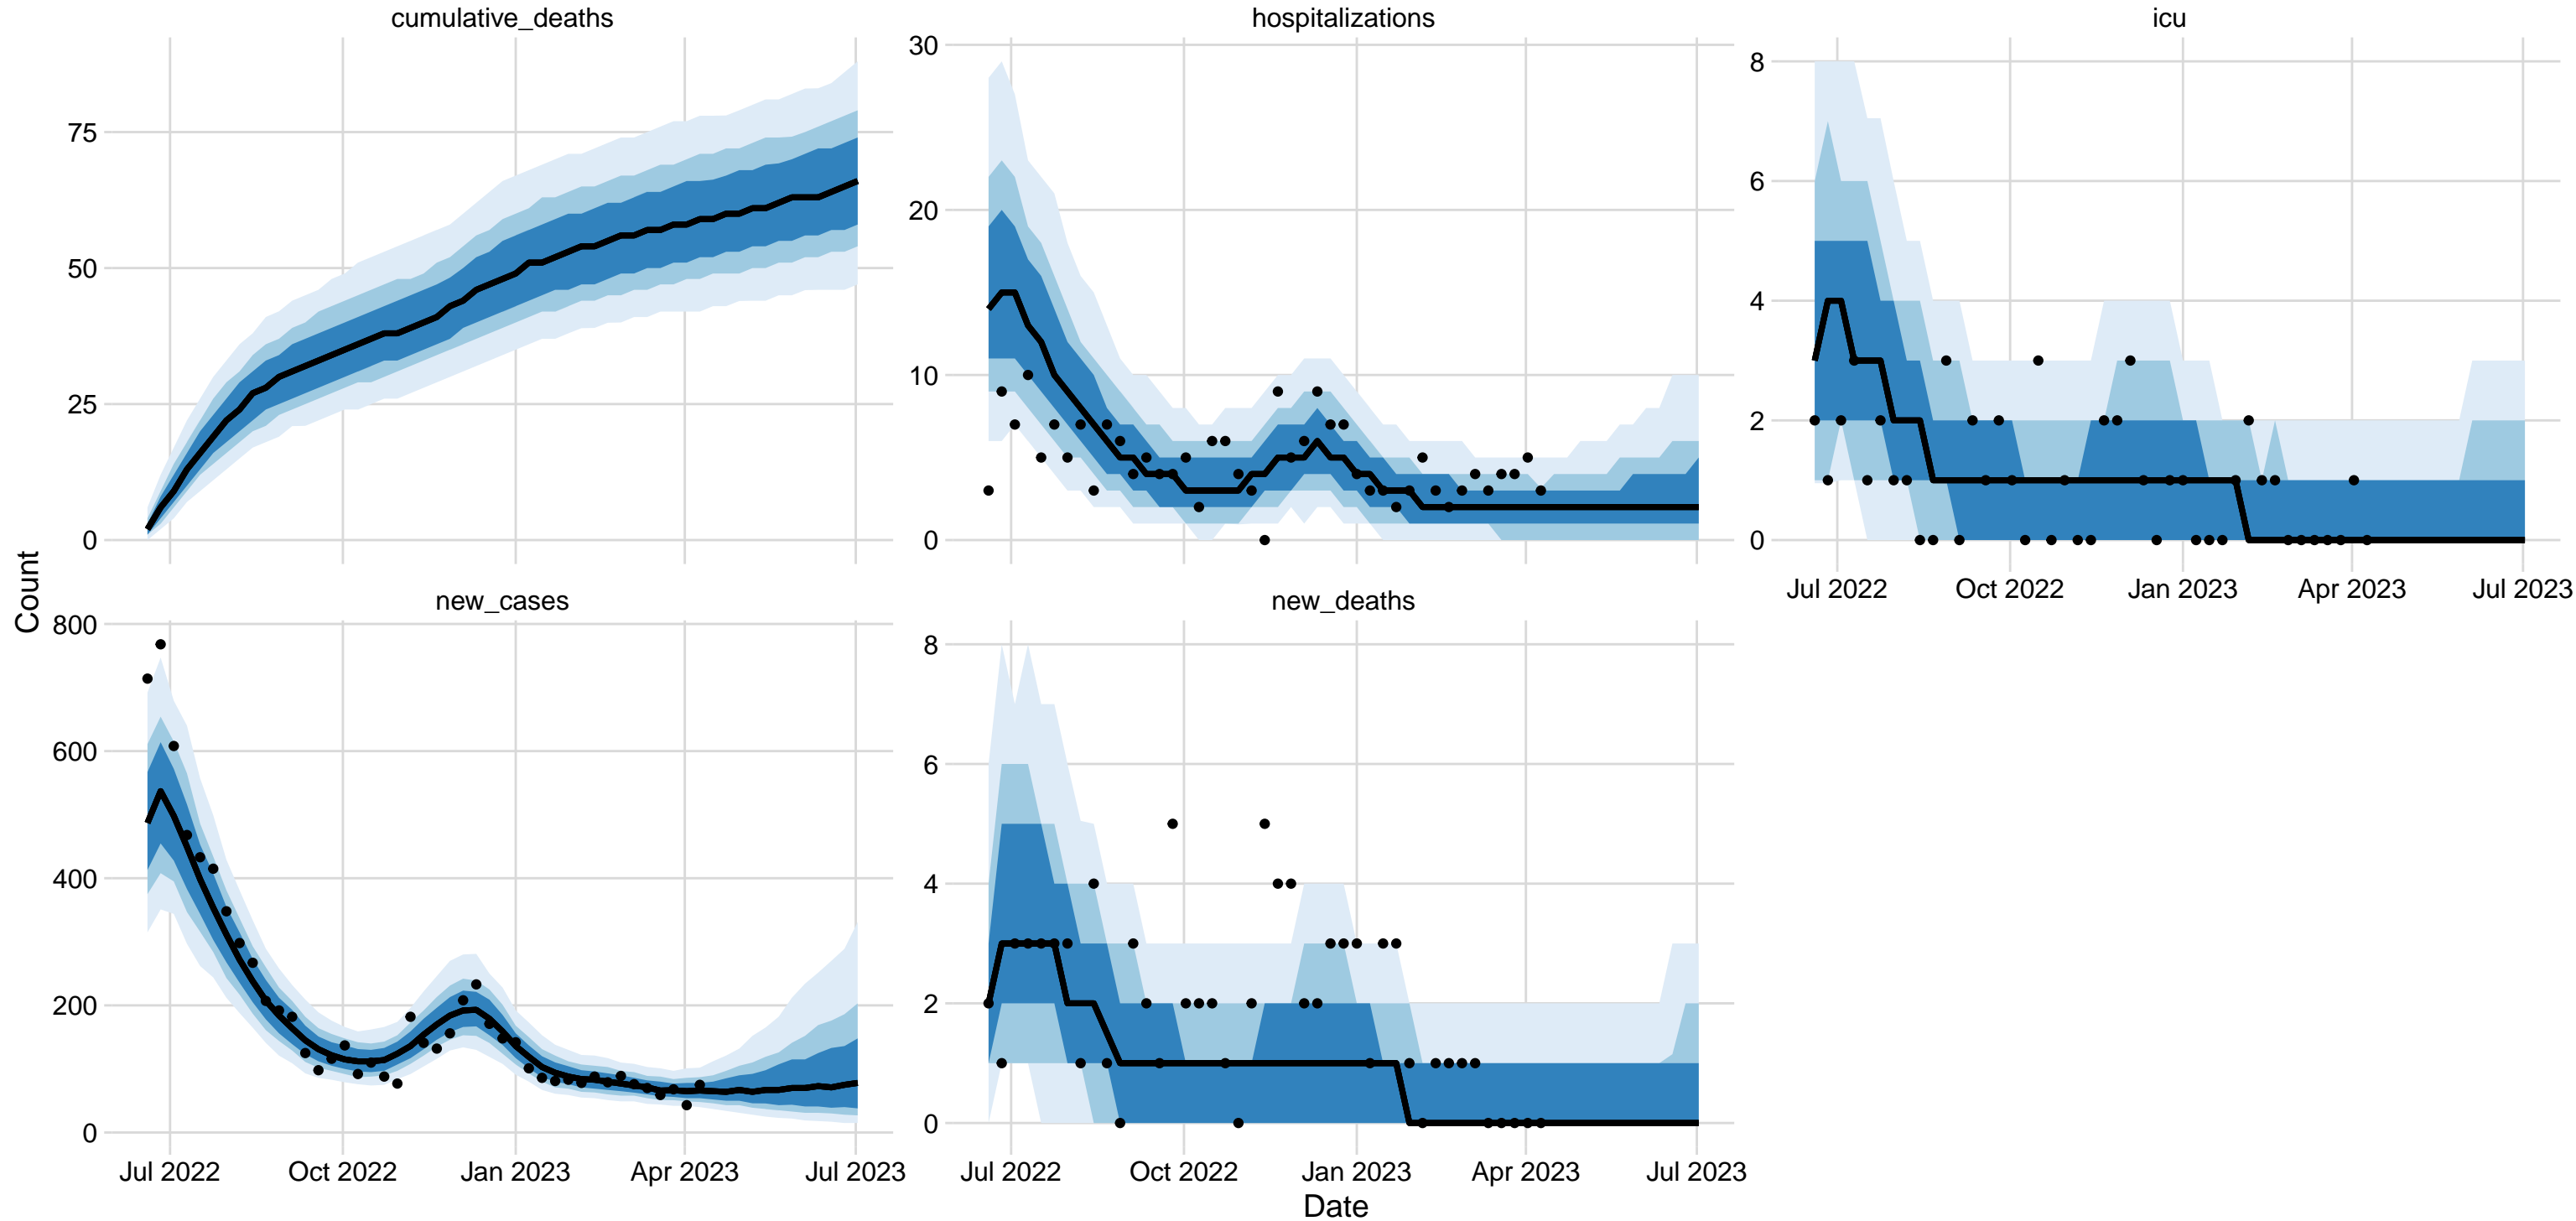 cumulative_deaths
hospitalizations
icu
75
50
25
0
30
20
10
0
8
6
4
2
0
Jul 2022 Oct 2022 Jan 2023 Apr 2023 Jul 2023
Count
new_cases
new_deaths
800
600
400
200
0
Jul 2022 Oct 2022 Jan 2023 Apr 2023 Jul 2023
8
6
4
2
0
Jul 2022 Oct 2022 Jan 2023 Apr 2023 Jul 2023
Date